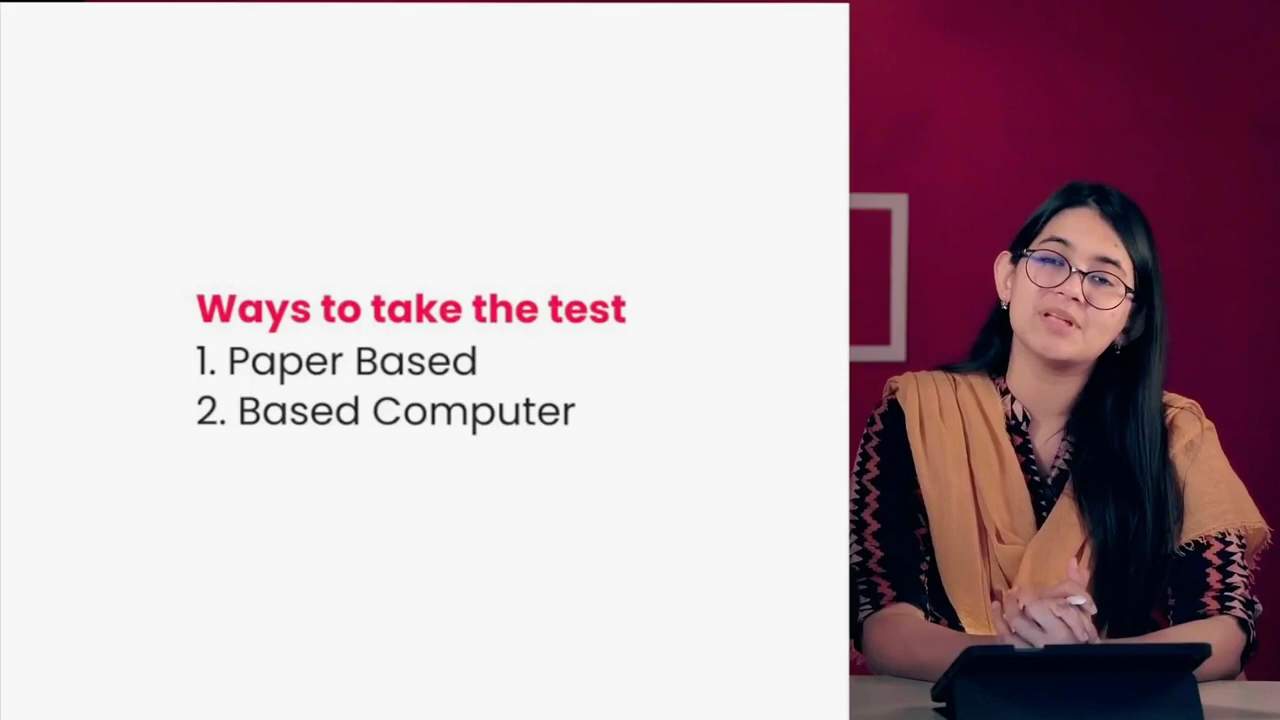 Ways to take the test
1. Paper Based
2. Based Computer